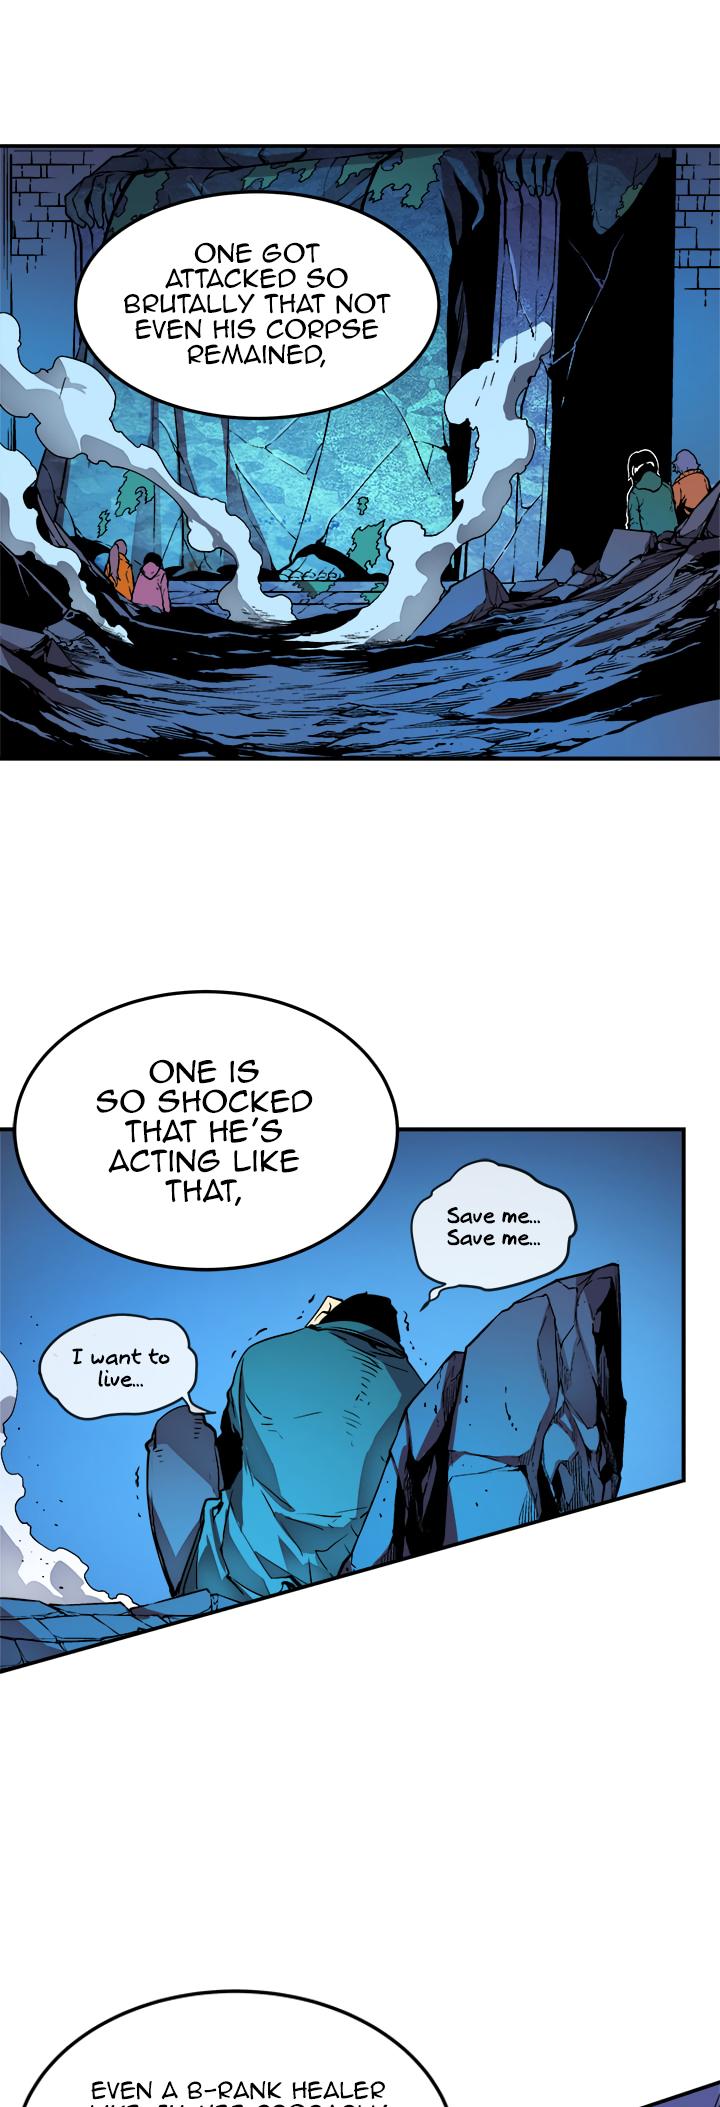 ONE GOT
ATTACKED SO
BRUTALLY THAT NOT
EVEN HIS CORPSE
REMAINED,
ONE IS
SO SHOCKED
THAT HE'S
ACTING LIKE
THAT,
Save me...
Save me...
I want to
live...
EVEN A B-RANK HEALER